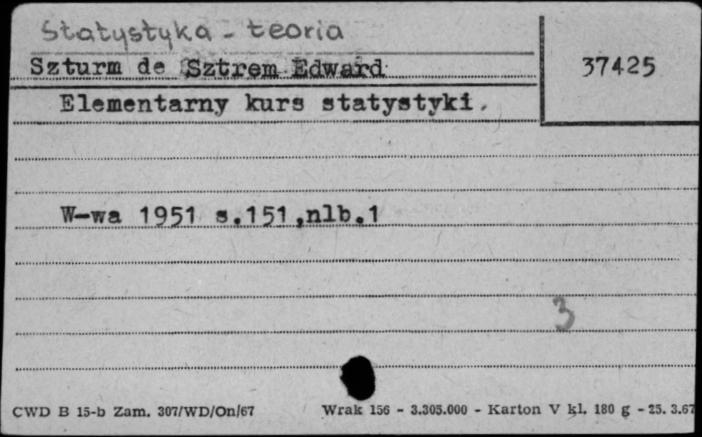 Statystyka - teoria
Szturm de Sztrem Edward
37425
Elementarny kurs statystyki.
W-wa 1951 s.151,nlb.1
3
CWD B 15-b Zam. 307/WD/On/67
Wrak 156 - 3.305.000 - Karton V kl. 180 g - 25. 3.67